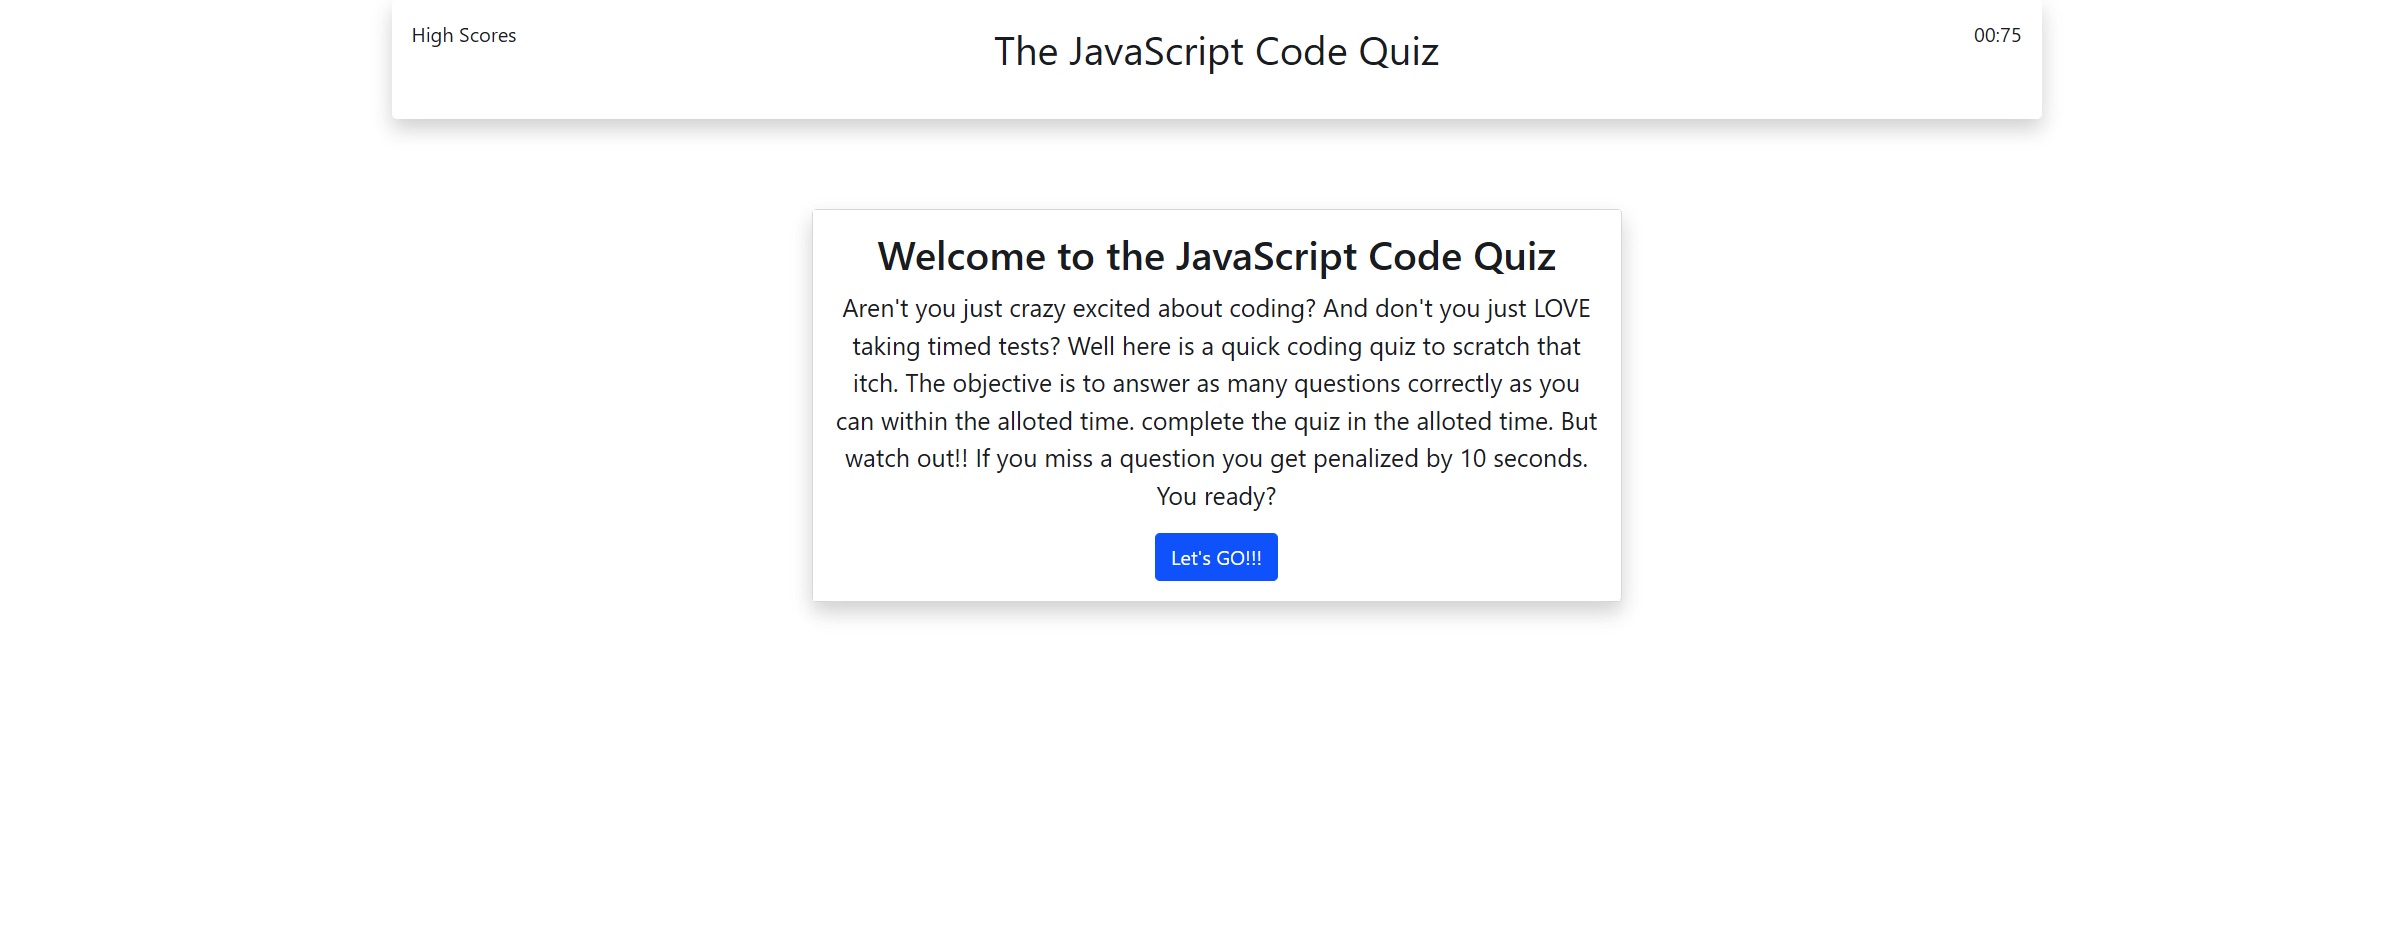 High Scores
The JavaScript Code Quiz
00:75
Welcome to the JavaScript Code Quiz
Aren't you just crazy excited about coding? And don't you just LOVE
taking timed tests? Well here is a quick coding quiz to scratch that
itch. The objective is to answer as many questions correctly as you
can within the alloted time. complete the quiz in the alloted time. But
watch out!! If you miss a question you get penalized by 10 seconds.
You ready?
Let's GO!!!